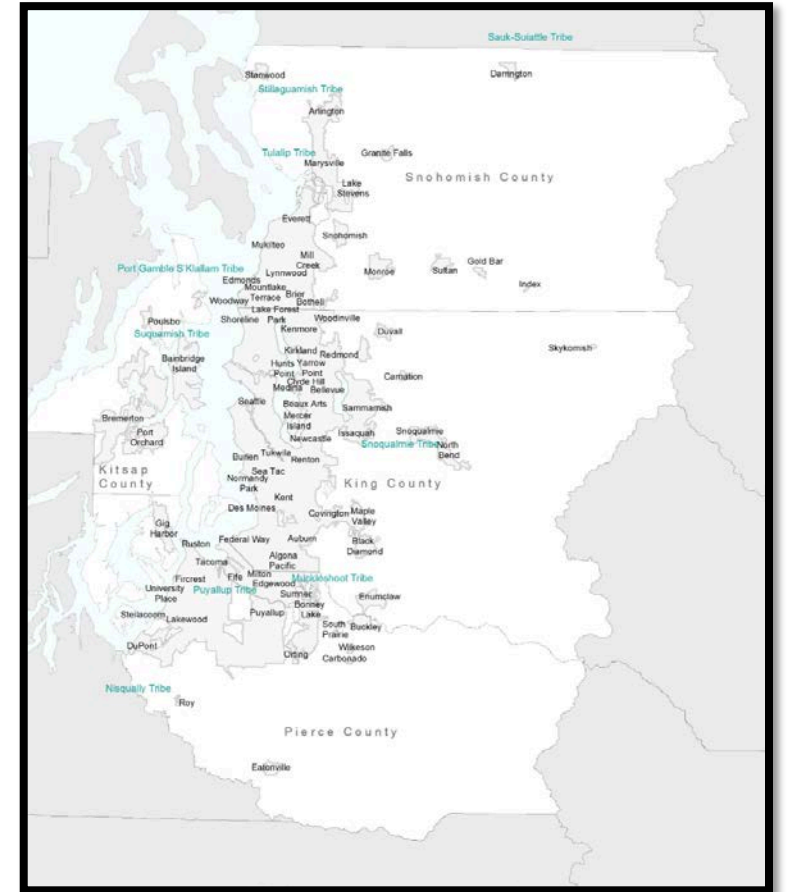 Sauk-Suiattle Tribe
Stanwood
Darrington
Stillaguamish Tribe
Arlington
Tulalip Tribe
Marysville
Granite Falls
Snohomish County
Lake
Stevens
Everett
Snohomish
Mukilteo
Mill
Creek
Gold Bar
Port Gamble S Klallam Tribe
Lynnwood
Monroe
Sultan
Edmonds
Index
Mountlake
Terrace
Brier
Woodway
Bothell
Lake Forest
Park
Shoreline
Woodinville
Poulsbo
Kenmore
Duvall
Suquamish Tribe
Skykomish
Kirkland
Redmond
Bainbridge
Island
Hunts
Point
Yarrow
Point
Carnation
Clyde Hill
Medina
Bellevue
Seattle
Beaux Arts
Sammamish
Mercer
Island
Bremerton
Port
Orchard
Newcastle
Issaquah
Snoqualmie
Snoqualmie Tribe
North
Bend
Burien
Tukwila
Renton
Kitsap
County
Sea Tac
Normandy
Park
King County
Kent
Des Moines
Covington
Maple
Valley
Gig
Harbor
Ruston
Federal Way
Auburn
Black
Diamond
Tacoma
Algona
Pacific
Fircrest
Fife
Milton
Edgewood
Muckleshoot Tribe
University
Place
Puyallup Tribe
Sumner
Enumclaw
Bonney
Lake
Steilacoom
Lakewood
Puyallup
South
Prairie
Buckley
DuPont
Orting
Wilkeson
Carbonado
Nisqually Tribe
Roy
Pierce County
Eatonville